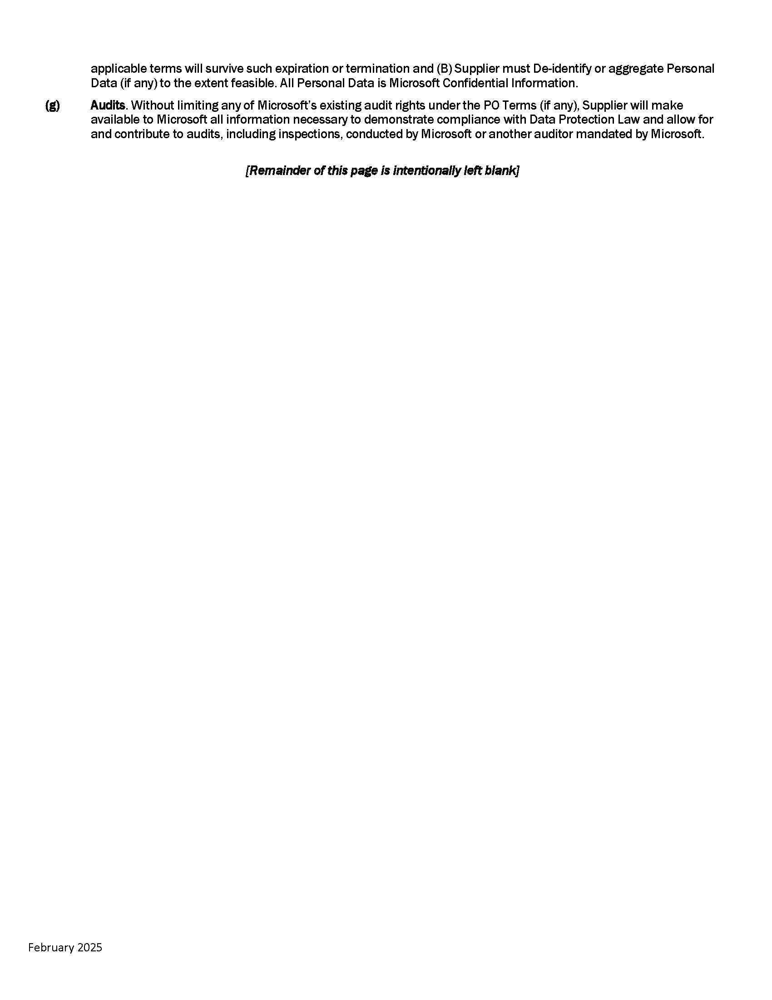 applicable terms will survive such expiration or termination and (B) Supplier must De-identify or aggregate Personal
Data (if any) to the extent feasible. All Personal Data is Microsoft Confidential Information.
(g) Audits. Without limiting any of Microsoft’s existing audit rights under the PO Terms (if any), Supplier will make
available to Microsoft all information necessary to demonstrate compliance with Data Protection Law and allow for
and contribute to audits, including inspections, conducted by Microsoft or another auditor mandated by Microsoft.
[Remainder of this page is intentionally left blank]
February 2025